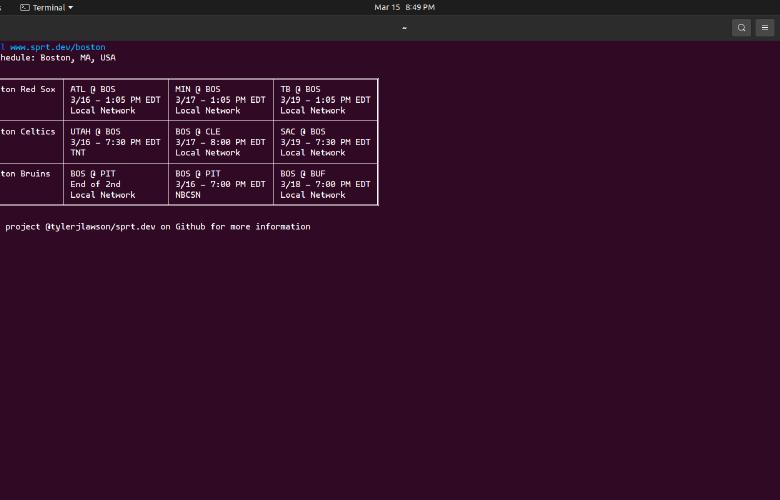 Terminal
Mar 15 8:49 PM
~
l www.sprt.dev/boston
hedule: Boston, MA, USA
ton Red Sox ATL @ BOS MIN @ BOS TB @ BOS
3/16 - 1:05 PM EDT 3/17 - 1:05 PM EDT 3/19 - 1:05 PM EDT
Local Network Local Network Local Network
ton Celtics UTAH @ BOS BOS @ CLE SAC @ BOS
3/16 - 7:30 PM EDT 3/17 - 8:00 PM EDT 3/19 - 7:30 PM EDT
TNT Local Network Local Network
ton Bruins BOS @ PIT BOS @ PIT BOS @ BUF
End of 2nd 3/16 - 7:00 PM EDT 3/18 - 7:00 PM EDT
Local Network NBCSN Local Network
project @tylerjlawson/sprt.dev on Github for more information